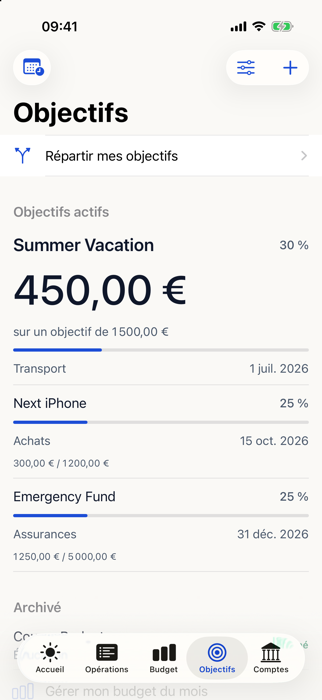 09:41
Objectifs
Répartir mes objectifs
Objectifs actifs
Summer Vacation 30 %
450,00 €
sur un objectif de 1 500,00 €
Transport 1 juil. 2026
Next iPhone 25 %
Achats 15 oct. 2026
300,00 € / 1 200,00 €
Emergency Fund 25 %
Assurances 31 déc. 2026
1 250,00 € / 5 000,00 €
Archivé
Accueil Opérations Budget Objectifs Comptes
Gérer mon budget du mois